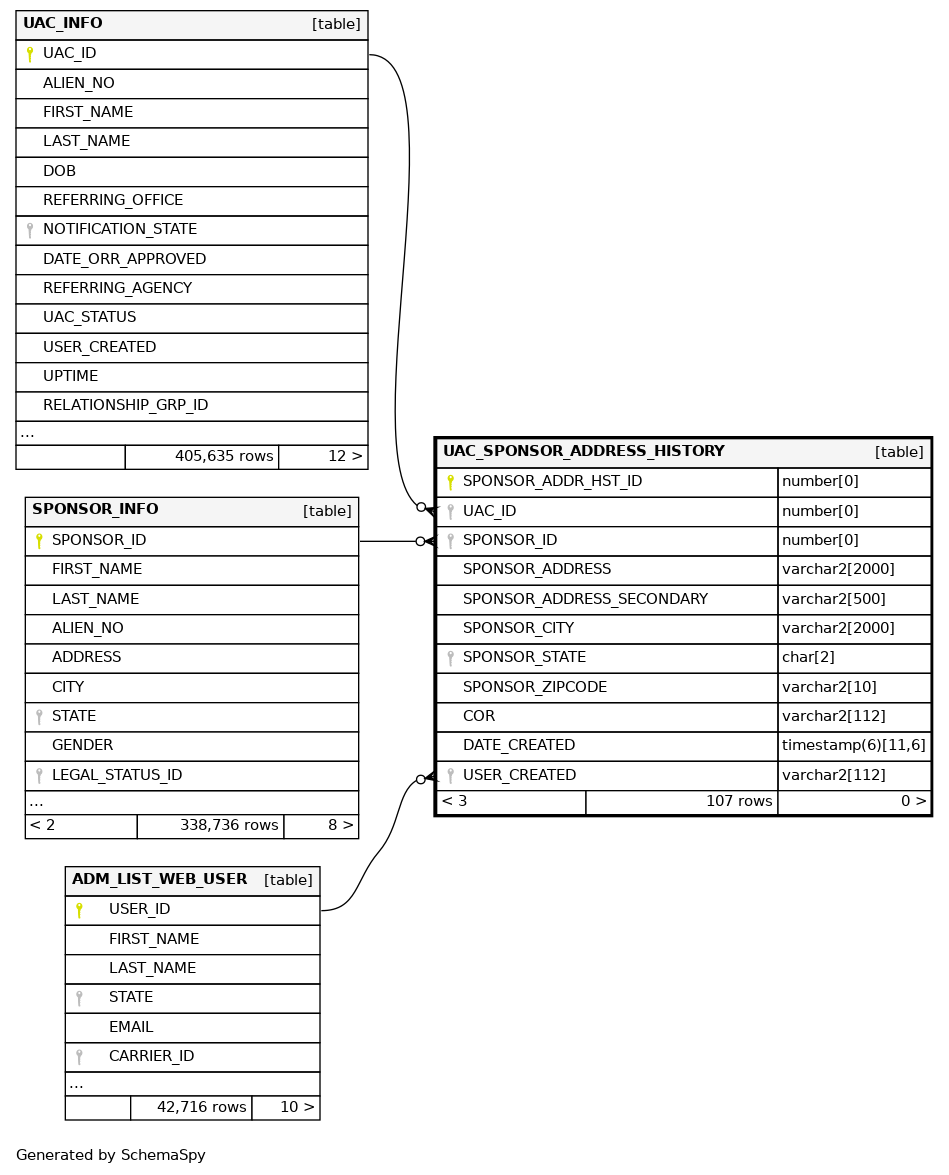 UAC_INFO [table]
UAC_ID
ALIEN_NO
FIRST_NAME
LAST_NAME
DOB
REFERRING_OFFICE
NOTIFICATION_STATE
DATE_ORR_APPROVED
REFERRING_AGENCY
UAC_STATUS
USER_CREATED
UPTIME
RELATIONSHIP_GRP_ID
...
405,635 rows 12 >
SPONSOR_INFO [table]
SPONSOR_ID
FIRST_NAME
LAST_NAME
ALIEN_NO
ADDRESS
CITY
STATE
GENDER
LEGAL_STATUS_ID
...
< 2 338,736 rows 8 >
ADM_LIST_WEB_USER [table]
USER_ID
FIRST_NAME
LAST_NAME
STATE
EMAIL
CARRIER_ID
...
42,716 rows 10 >
UAC_SPONSOR_ADDRESS_HISTORY [table]
SPONSOR_ADDR_HST_ID number[0]
UAC_ID number[0]
SPONSOR_ID number[0]
SPONSOR_ADDRESS varchar2[2000]
SPONSOR_ADDRESS_SECONDARY varchar2[500]
SPONSOR_CITY varchar2[2000]
SPONSOR_STATE char[2]
SPONSOR_ZIPCODE varchar2[10]
COR varchar2[112]
DATE_CREATED timestamp(6)[11,6]
USER_CREATED varchar2[112]
< 3 107 rows 0 >
Generated by SchemaSpy